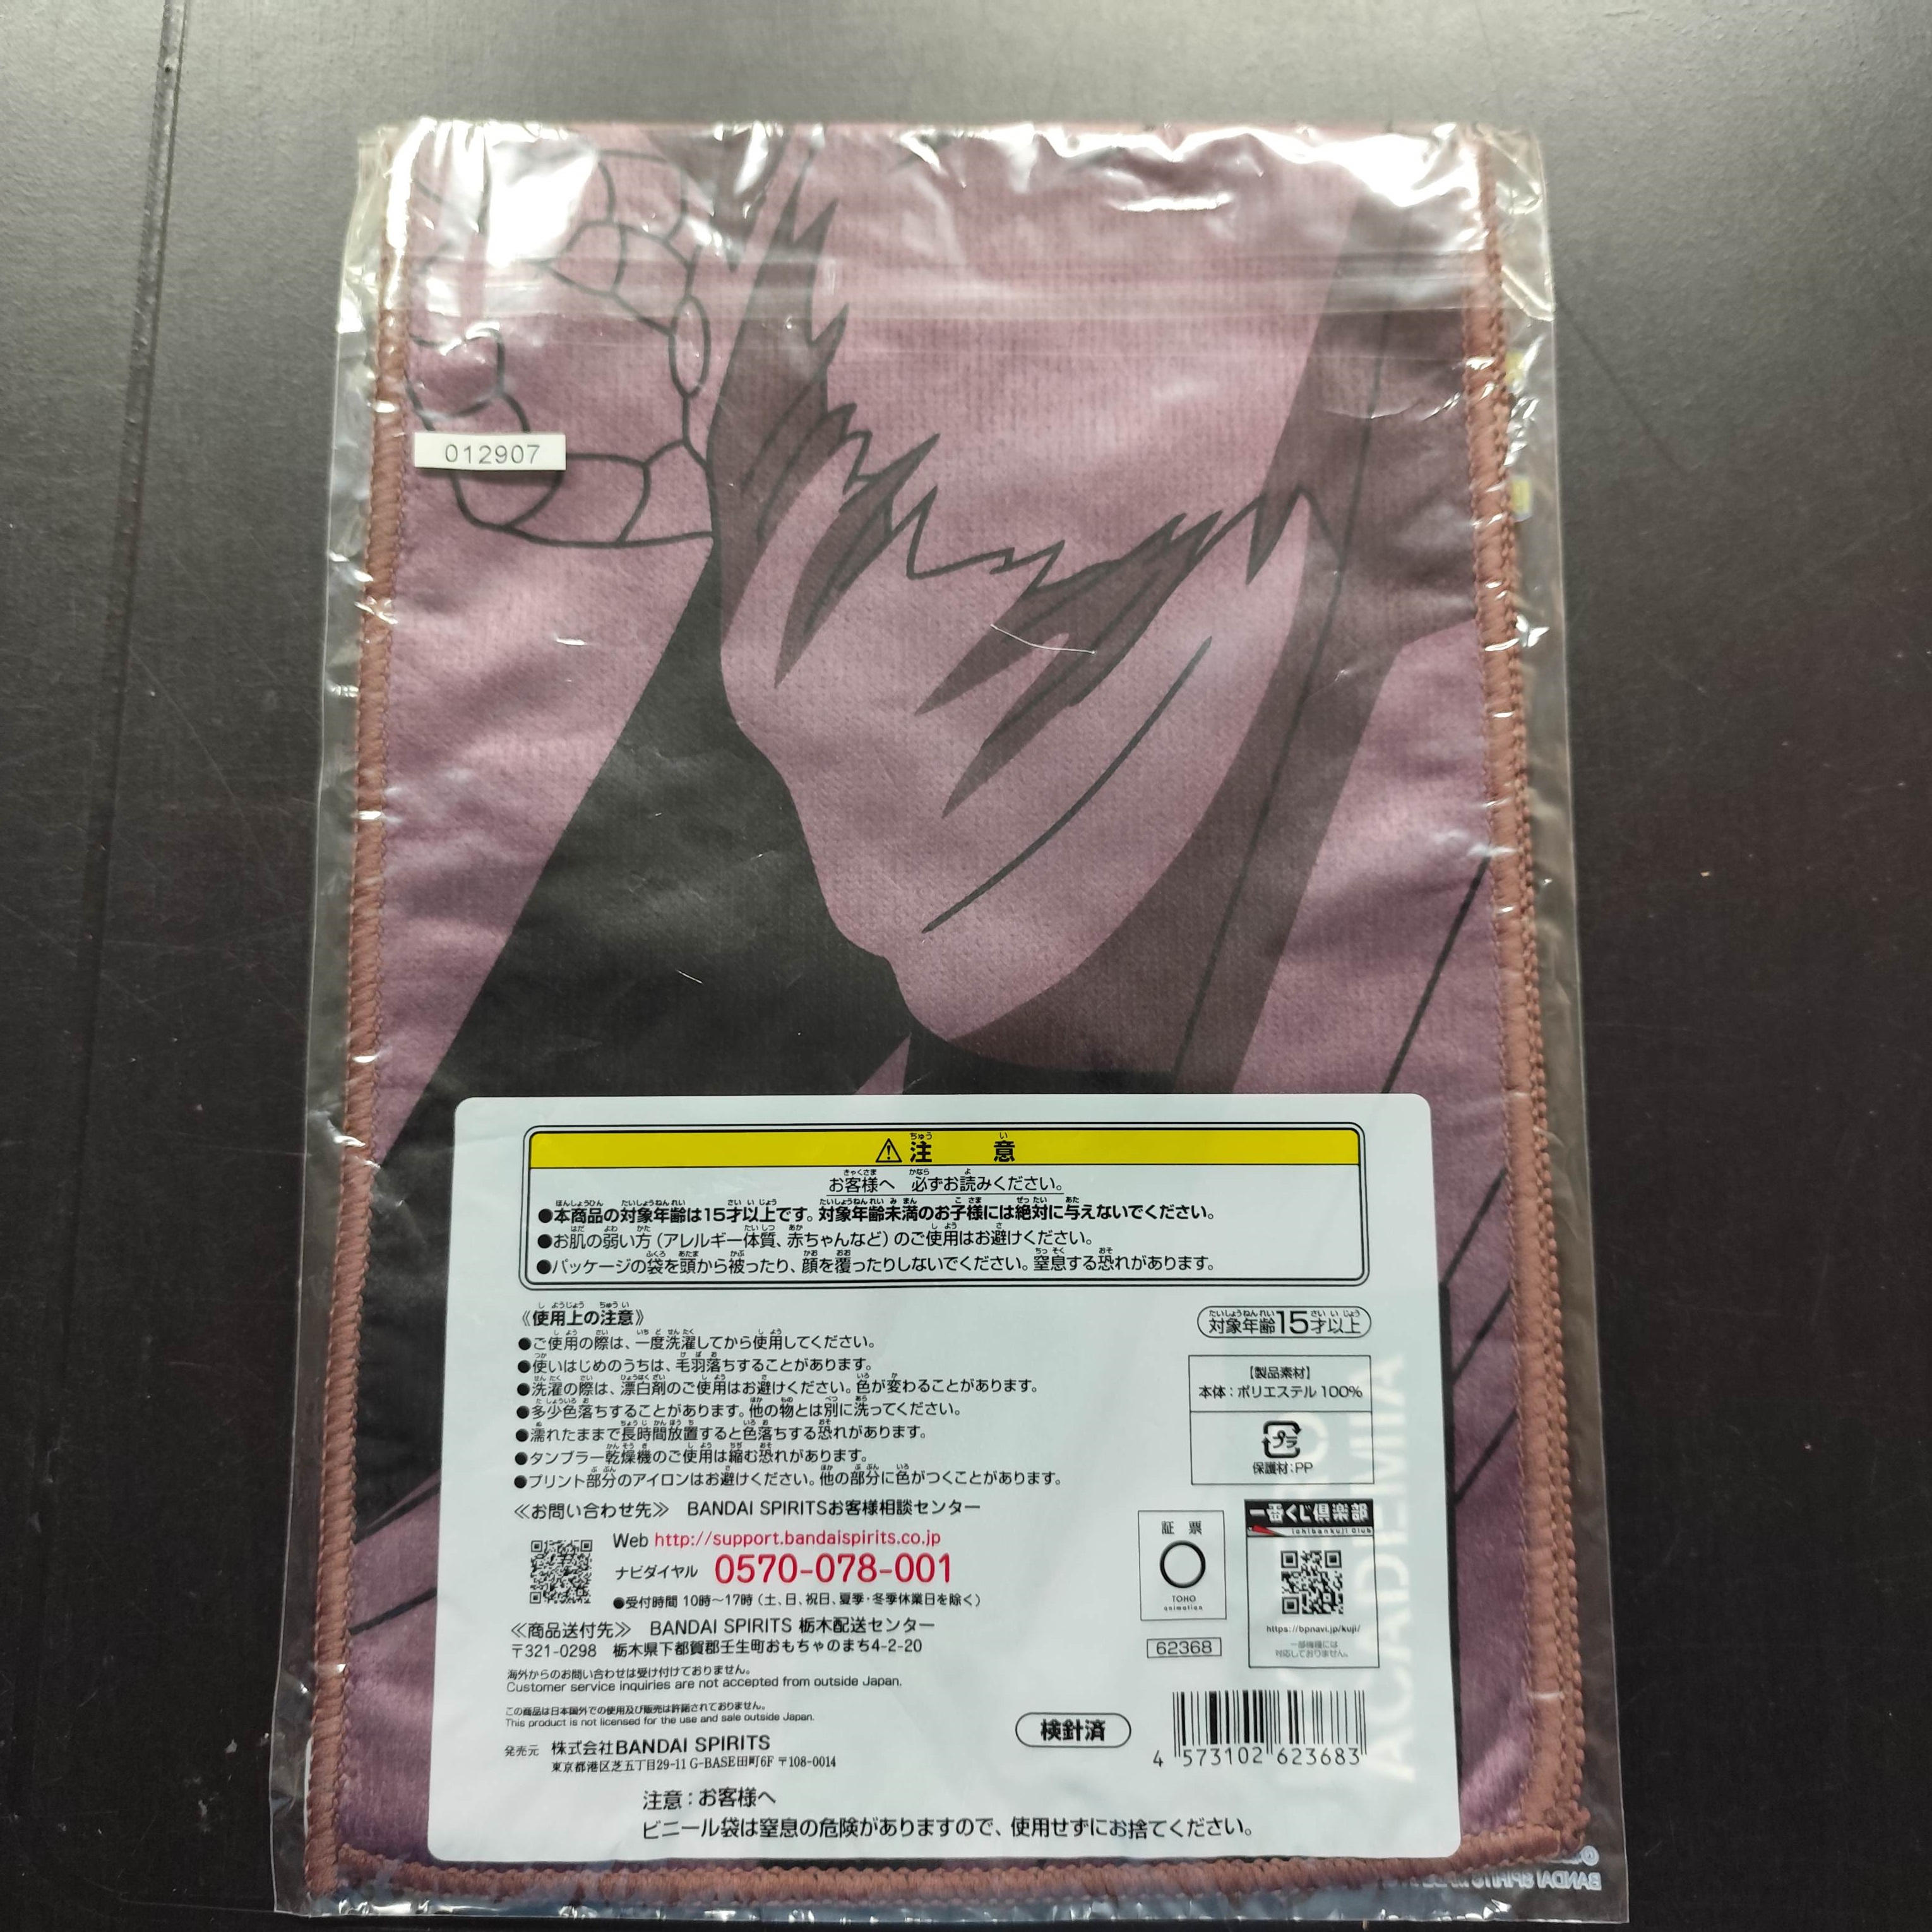 012907
注意
お客様へ 必ずお読みください。
●本商品の対象年齢は15才以上です。対象年齢未満のお子様には絶対に与えないでください。
●お肌の弱い方(アレルギー体質、赤ちゃんなど)のご使用はお避けください。
●パッケージの袋を頭から被ったり、顔を覆ったりしないでください。窒息する恐れがあります。
《使用上の注意》
●ご使用の際は、一度洗濯してから使用してください。
●使いはじめのうちは、毛羽落ちすることがあります。
●洗濯の際は、漂白剤のご使用はお避けください。色が変わることがあります。
●多少色落ちすることがあります。他の物とは別に洗ってください。
●濡れたままで長時間放置すると色落ちする恐れがあります。
●タンブラー乾燥機のご使用は縮む恐れがあります。
●プリント部分のアイロンはお避けください。他の部分に色がつくことがあります。
対象年齢15才以上
【製品素材】
本体:ポリエステル100%
プラ
保護材:PP
≪お問い合わせ先≫ BANDAI SPIRITSお客様相談センター
Web http://support.bandaispirits.co.jp
ナビダイヤル 0570-078-001
●受付時間 10時〜17時(土、日、祝日、夏季・冬季休業日を除く)
≪商品送付先≫ BANDAI SPIRITS 栃木配送センター
〒321-0298 栃木県下都賀郡壬生町おもちゃのまち4-2-20
海外からのお問い合わせは受け付けておりません。
Customer service inquiries are not accepted from outside Japan.
この商品は日本国外での使用及び販売は許諾されておりません。
This product is not licensed for the use and sale outside Japan.
発売元 株式会社BANDAI SPIRITS
東京都港区芝五丁目29-11 G-BASE田町6F 〒108-0014
証票
TOHO
animation
62368
一番くじ倶楽部
ichibankuji Club
https://bpnavi.jp/kuji/
一部機種には
対応しておりません。
検針済
4 573102 623683
注意:お客様へ
ビニール袋は窒息の危険がありますので、使用せずにお捨てください。
ACADEMIA
BANDAI SPIRITS